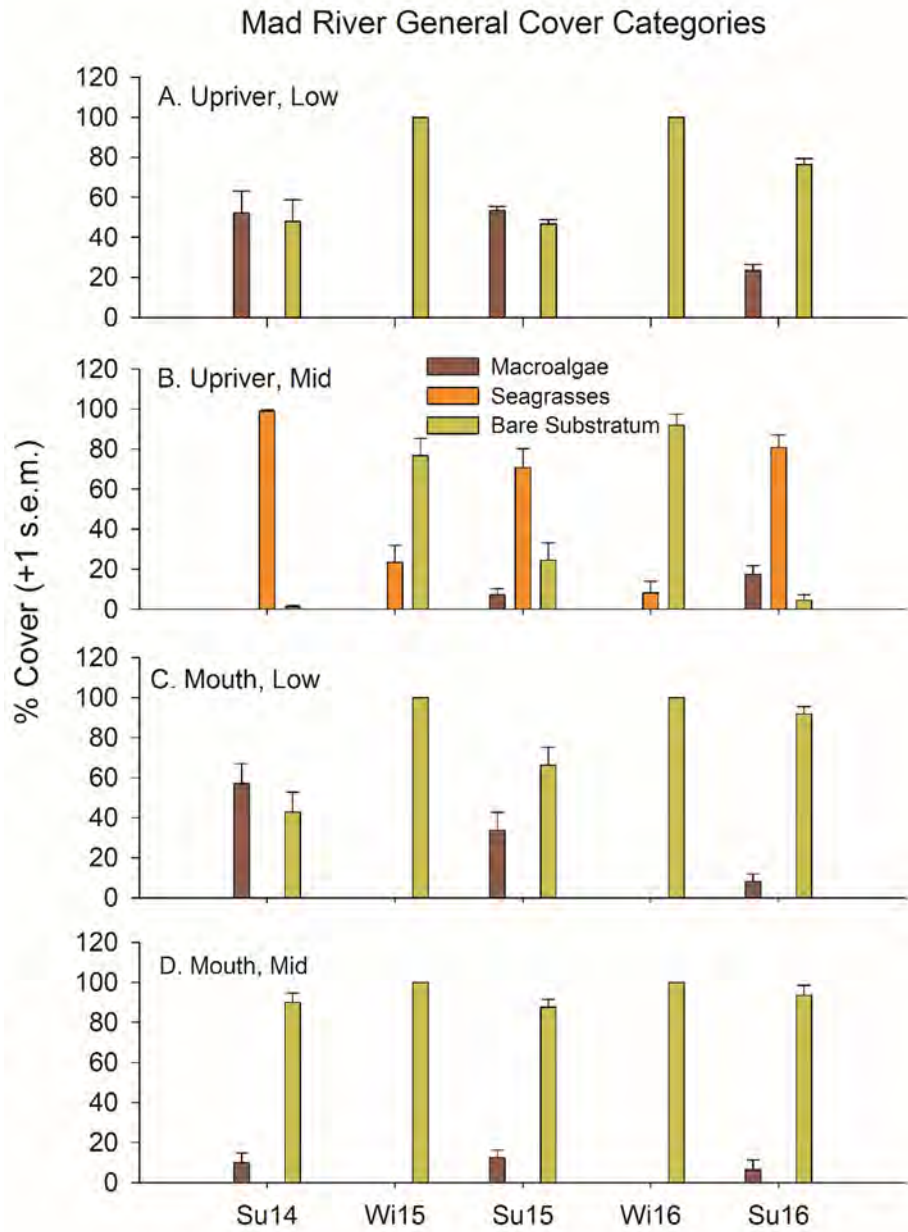 Mad River General Cover Categories
% Cover (+1 s.e.m.)
A. Upriver, Low
120
100
80
60
40
20
0
B. Upriver, Mid
Macroalgae
Seagrasses
Bare Substratum
120
100
80
60
40
20
0
C. Mouth, Low
120
100
80
60
40
20
0
D. Mouth, Mid
120
100
80
60
40
20
0
Su14 Wi15 Su15 Wi16 Su16